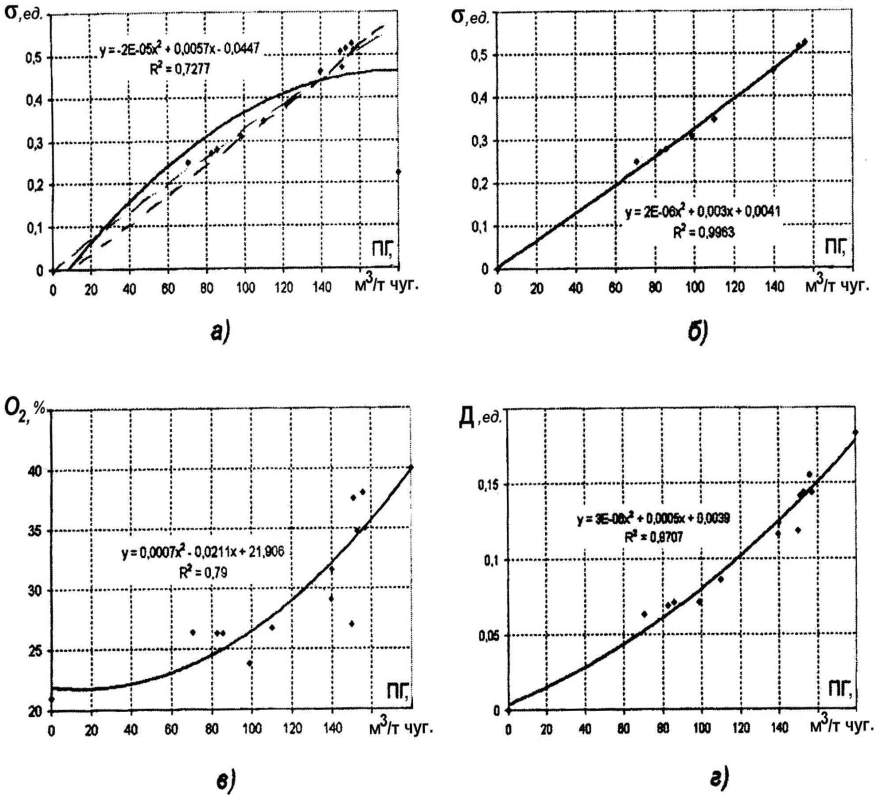 σ, ед.
0,5
0,4
0,3
0,2
0,1
0
y = -2E-05x² + 0,0057x - 0,0447
R² = 0,7277
ПГ,
0 20 40 60 80 100 120 140 м³/т чуг.
а)
σ, ед.
0,5
0,4
0,3
0,2
0,1
0
y = 2E-06x² + 0,003x + 0,0041
R² = 0,9963
ПГ,
0 20 40 60 80 100 120 140 м³/т чуг.
б)
O₂, %
40
35
30
25
20
y = 0,0007x² - 0,0211x + 21,906
R² = 0,79
ПГ,
0 20 40 60 80 100 120 140 м³/т чуг.
в)
Д, ед.
0,15
0,1
0,05
0
y = 3E-06x² + 0,0005x + 0,0039
R² = 0,9707
ПГ,
0 20 40 60 80 100 120 140 м³/т чуг.
г)